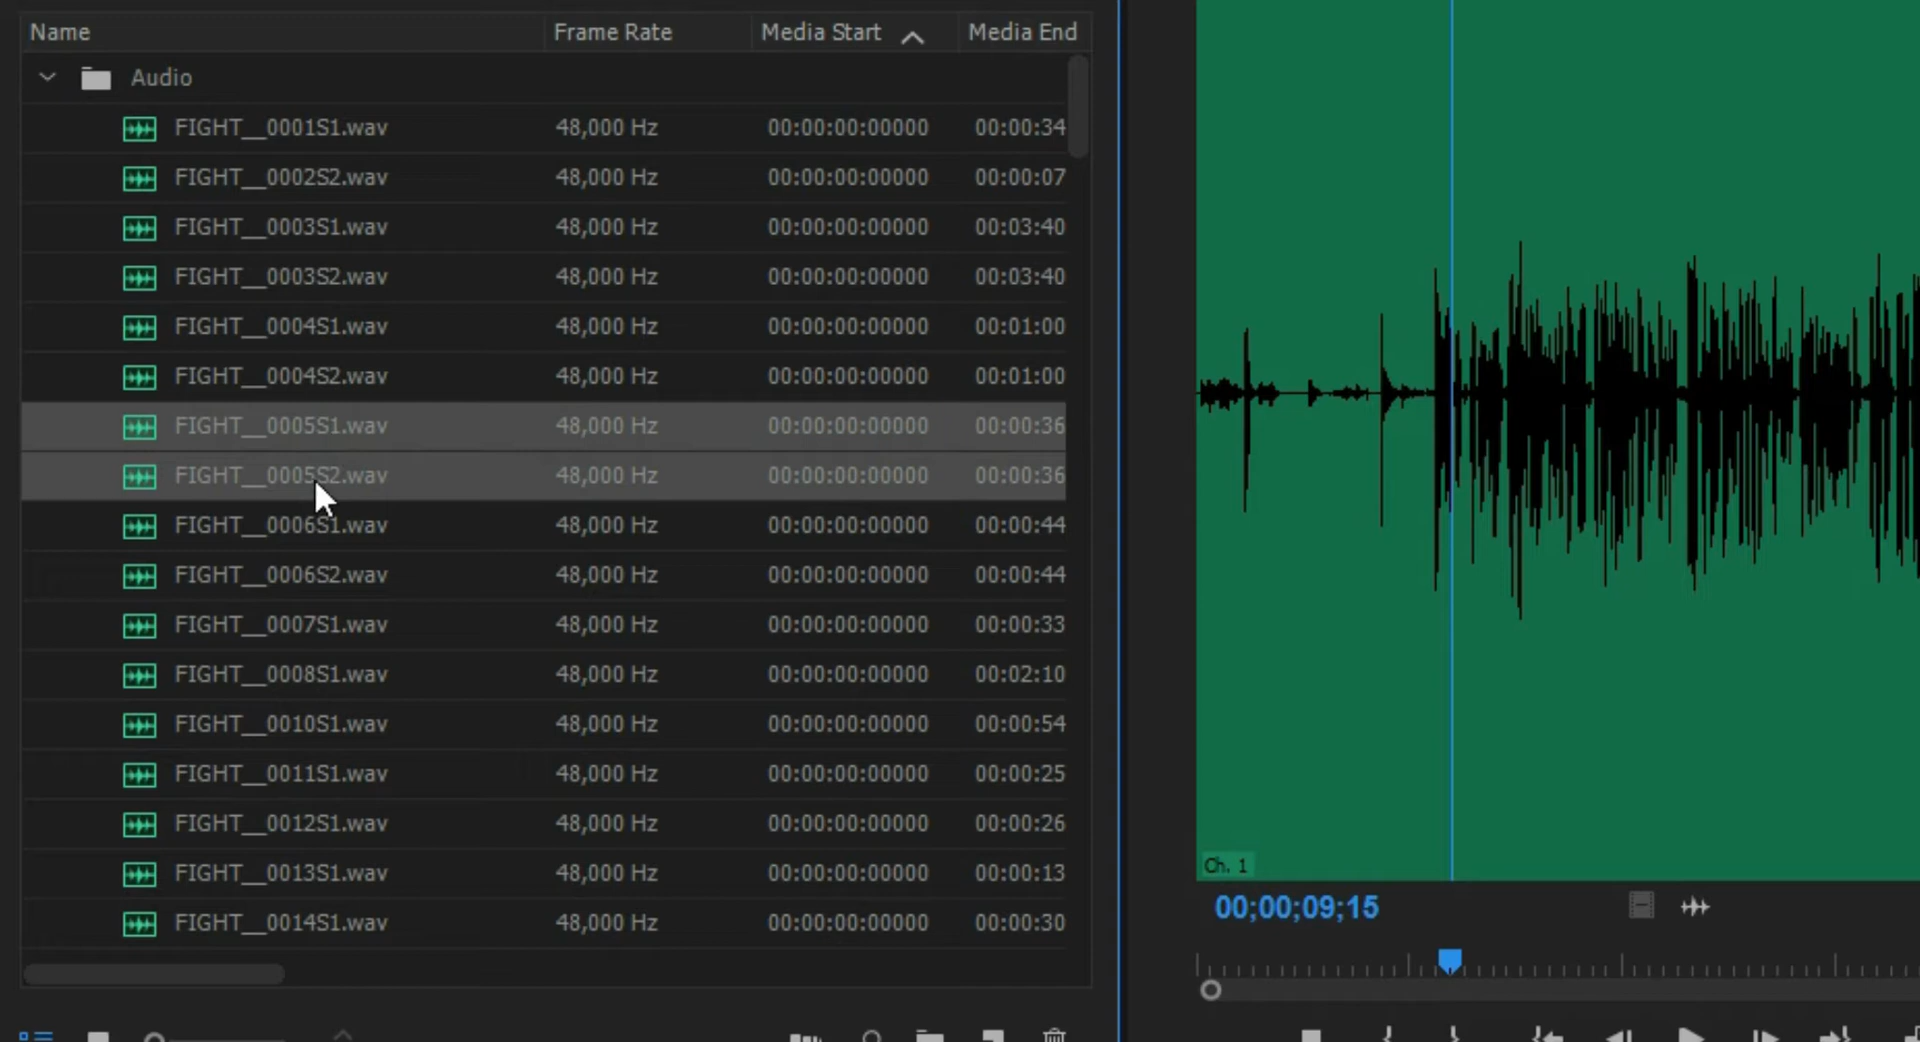 Name Frame Rate Media Start Media End
Audio
FIGHT__0001S1.wav 48,000 Hz 00:00:00:00000 00:00:34
FIGHT__0002S2.wav 48,000 Hz 00:00:00:00000 00:00:07
FIGHT__0003S1.wav 48,000 Hz 00:00:00:00000 00:03:40
FIGHT__0003S2.wav 48,000 Hz 00:00:00:00000 00:03:40
FIGHT__0004S1.wav 48,000 Hz 00:00:00:00000 00:01:00
FIGHT__0004S2.wav 48,000 Hz 00:00:00:00000 00:01:00
FIGHT__0005S1.wav 48,000 Hz 00:00:00:00000 00:00:36
FIGHT__0005S2.wav 48,000 Hz 00:00:00:00000 00:00:36
FIGHT__0006S1.wav 48,000 Hz 00:00:00:00000 00:00:44
FIGHT__0006S2.wav 48,000 Hz 00:00:00:00000 00:00:44
FIGHT__0007S1.wav 48,000 Hz 00:00:00:00000 00:00:33
FIGHT__0008S1.wav 48,000 Hz 00:00:00:00000 00:02:10
FIGHT__0010S1.wav 48,000 Hz 00:00:00:00000 00:00:54
FIGHT__0011S1.wav 48,000 Hz 00:00:00:00000 00:00:25
FIGHT__0012S1.wav 48,000 Hz 00:00:00:00000 00:00:26
FIGHT__0013S1.wav 48,000 Hz 00:00:00:00000 00:00:13
FIGHT__0014S1.wav 48,000 Hz 00:00:00:00000 00:00:30
Ch. 1
00;00;09;15